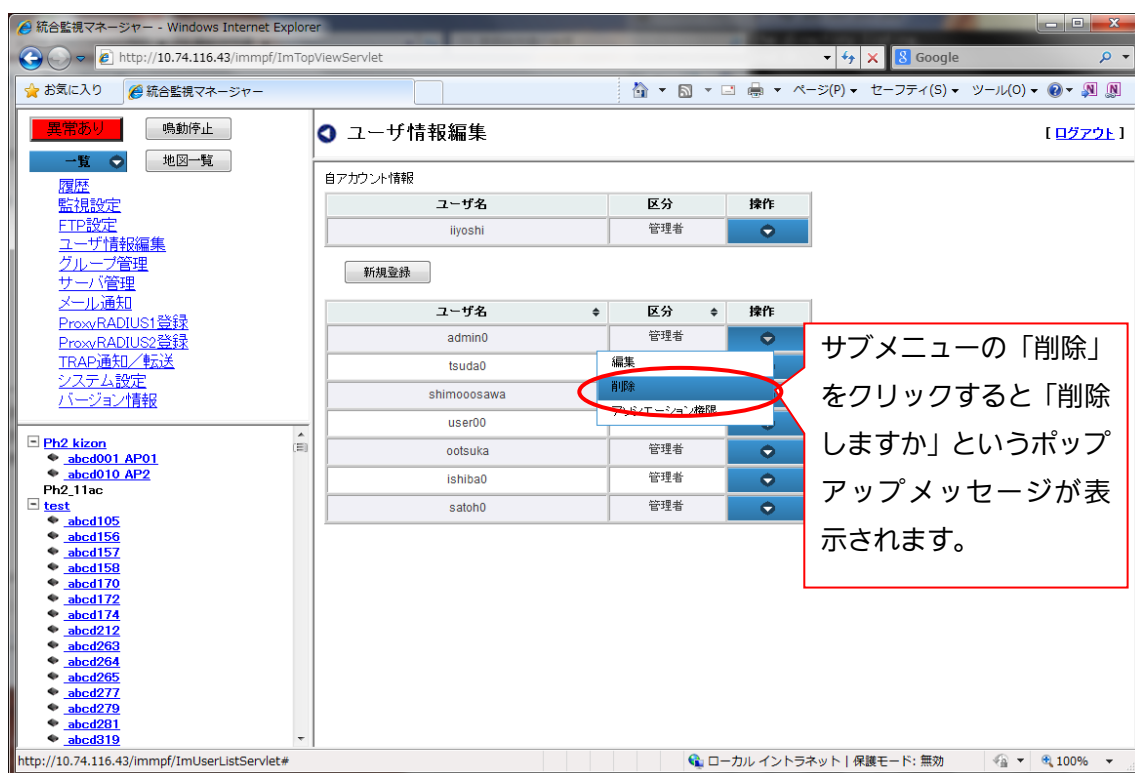 統合監視マネージャー - Windows Internet Explorer
http://10.74.116.43/immpf/ImTopViewServlet
Google
お気に入り
統合監視マネージャー
ページ(P)
セーフティ(S)
ツール(O)
異常あり
鳴動停止
一覧
地図一覧
履歴
監視設定
FTP設定
ユーザ情報編集
グループ管理
サーバ管理
メール通知
ProxyRADIUS1登録
ProxyRADIUS2登録
TRAP通知／転送
システム設定
バージョン情報
Ph2 kizon
abcd001 AP01
abcd010 AP2
Ph2_11ac
test
abcd105
abcd156
abcd157
abcd158
abcd170
abcd172
abcd174
abcd212
abcd263
abcd264
abcd265
abcd277
abcd279
abcd281
abcd319
ユーザ情報編集
[ ログアウト ]
自アカウント情報
ユーザ名 区分 操作
iiyoshi 管理者
新規登録
ユーザ名 区分 操作
admin0 管理者
tsuda0
shimooosawa
user00
ootsuka 管理者
ishiba0 管理者
satoh0 管理者
編集
削除
アソシエーション権限
サブメニューの「削除」
をクリックすると「削除
しますか」というポップ
アップメッセージが表
示されます。
http://10.74.116.43/immpf/ImUserListServlet#
ローカル イントラネット | 保護モード: 無効
100%